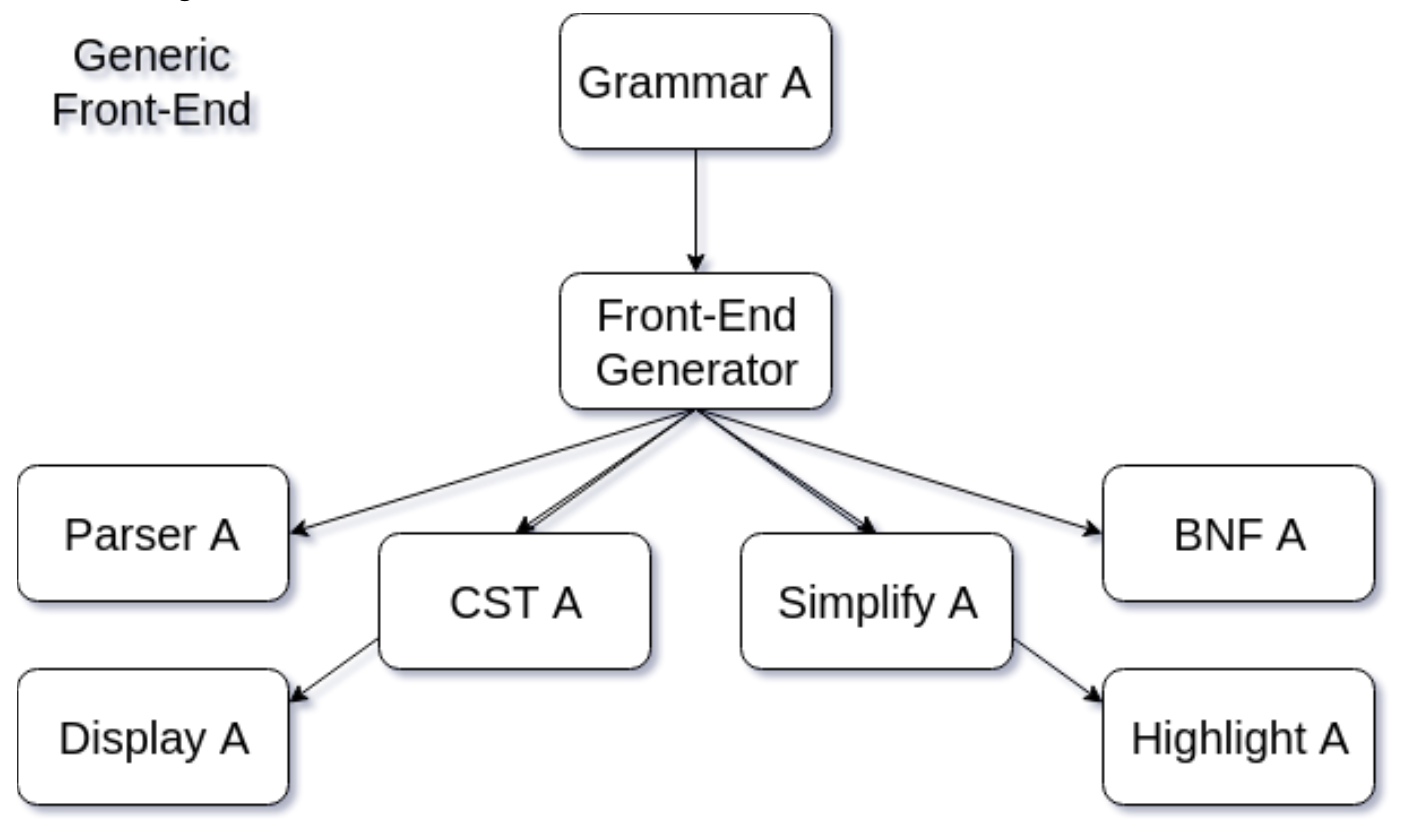 Generic
Front-End
Grammar A
Front-End
Generator
Parser A
CST A
Simplify A
BNF A
Display A
Highlight A